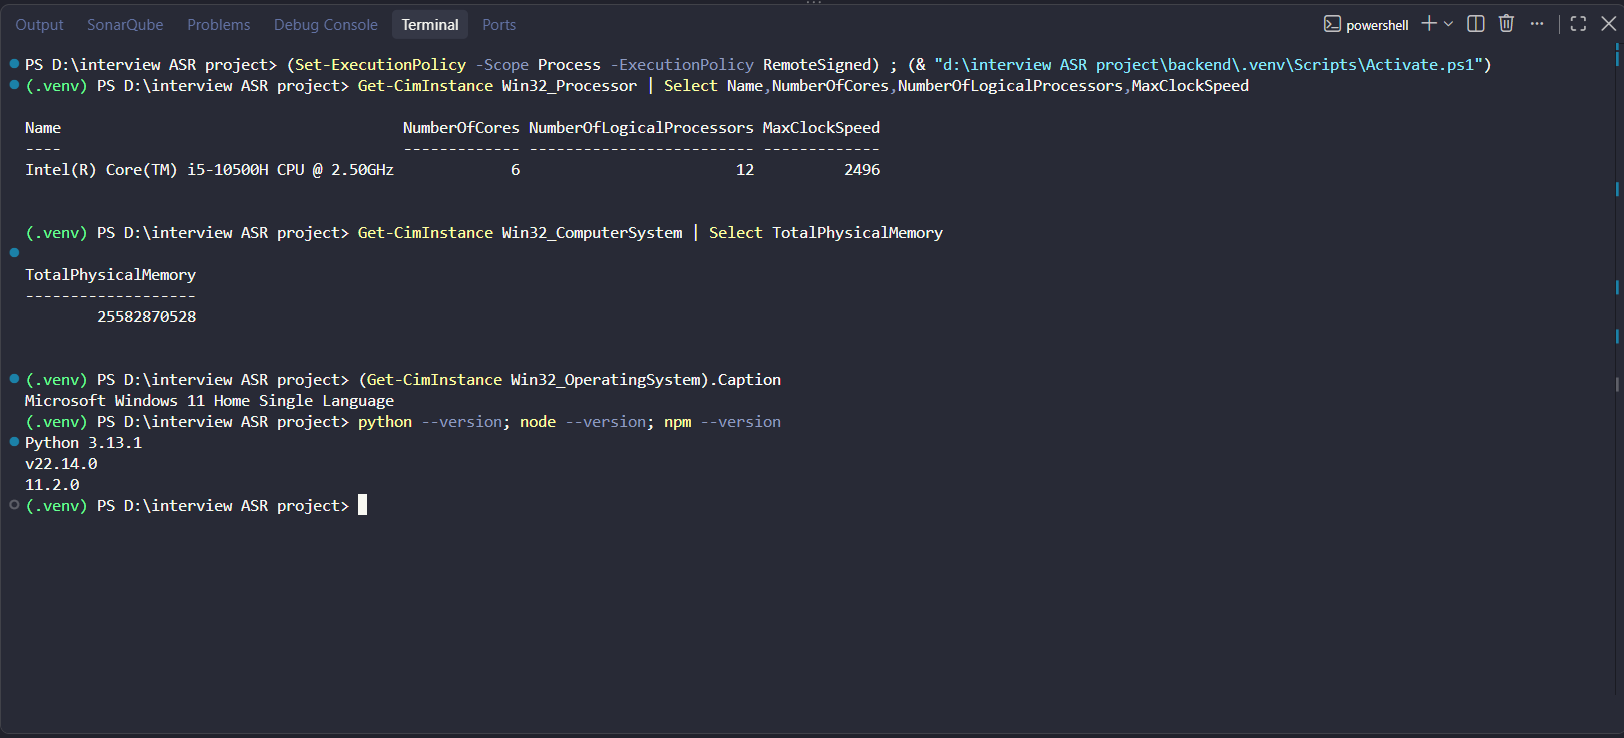 Output SonarQube Problems Debug Console Terminal Ports powershell
PS D:\interview ASR project> (Set-ExecutionPolicy -Scope Process -ExecutionPolicy RemoteSigned) ; (& "d:\interview ASR project\backend\.venv\Scripts\Activate.ps1")
(.venv) PS D:\interview ASR project> Get-CimInstance Win32_Processor | Select Name,NumberOfCores,NumberOfLogicalProcessors,MaxClockSpeed
Name NumberOfCores NumberOfLogicalProcessors MaxClockSpeed
---- ------------- ------------------------- -------------
Intel(R) Core(TM) i5-10500H CPU @ 2.50GHz 6 12 2496
(.venv) PS D:\interview ASR project> Get-CimInstance Win32_ComputerSystem | Select TotalPhysicalMemory
TotalPhysicalMemory
-------------------
25582870528
(.venv) PS D:\interview ASR project> (Get-CimInstance Win32_OperatingSystem).Caption
Microsoft Windows 11 Home Single Language
(.venv) PS D:\interview ASR project> python --version; node --version; npm --version
Python 3.13.1
v22.14.0
11.2.0
(.venv) PS D:\interview ASR project>